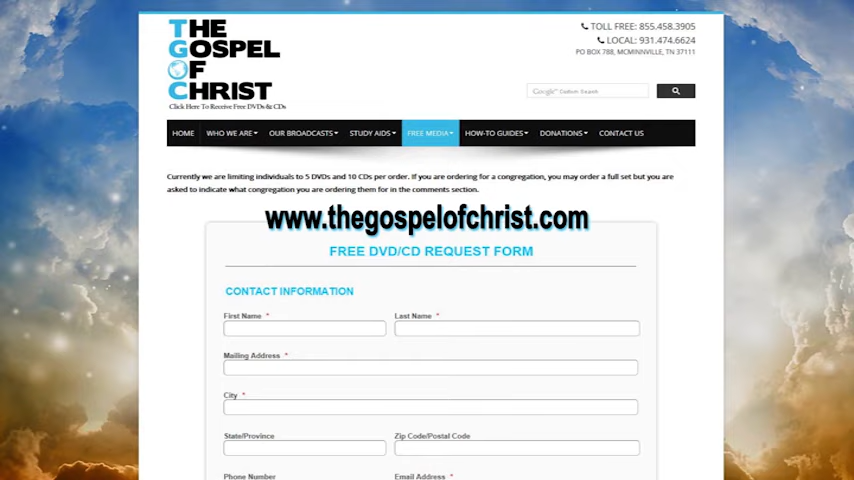 THE
GOSPEL
OF
CHRIST
Click Here To Receive Free DVDs & CDs
TOLL FREE: 855.458.3905
LOCAL: 931.474.6624
PO BOX 788, MCMINNVILLE, TN 37111
Google™ Custom Search
HOME WHO WE ARE OUR BROADCASTS STUDY AIDS FREE MEDIA HOW-TO GUIDES DONATIONS CONTACT US
Currently we are limiting individuals to 5 DVDs and 10 CDs per order. If you are ordering for a congregation, you may order a full set but you are
asked to indicate what congregation you are ordering them for in the comments section.
www.thegospelofchrist.com
FREE DVD/CD REQUEST FORM
CONTACT INFORMATION
First Name * Last Name *
Mailing Address *
City *
State/Province Zip Code/Postal Code
Phone Number Email Address *